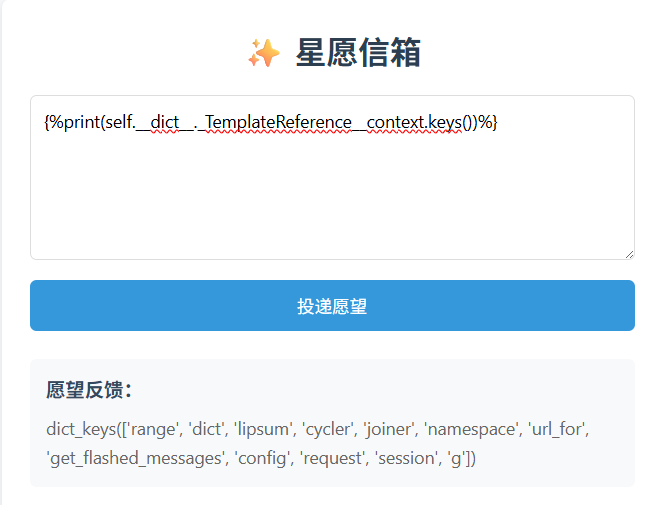 ✨ 星愿信箱
{%print(self.__dict__._TemplateReference__context.keys())%}
投递愿望
愿望反馈：
dict_keys(['range', 'dict', 'lipsum', 'cycler', 'joiner', 'namespace', 'url_for',
'get_flashed_messages', 'config', 'request', 'session', 'g'])